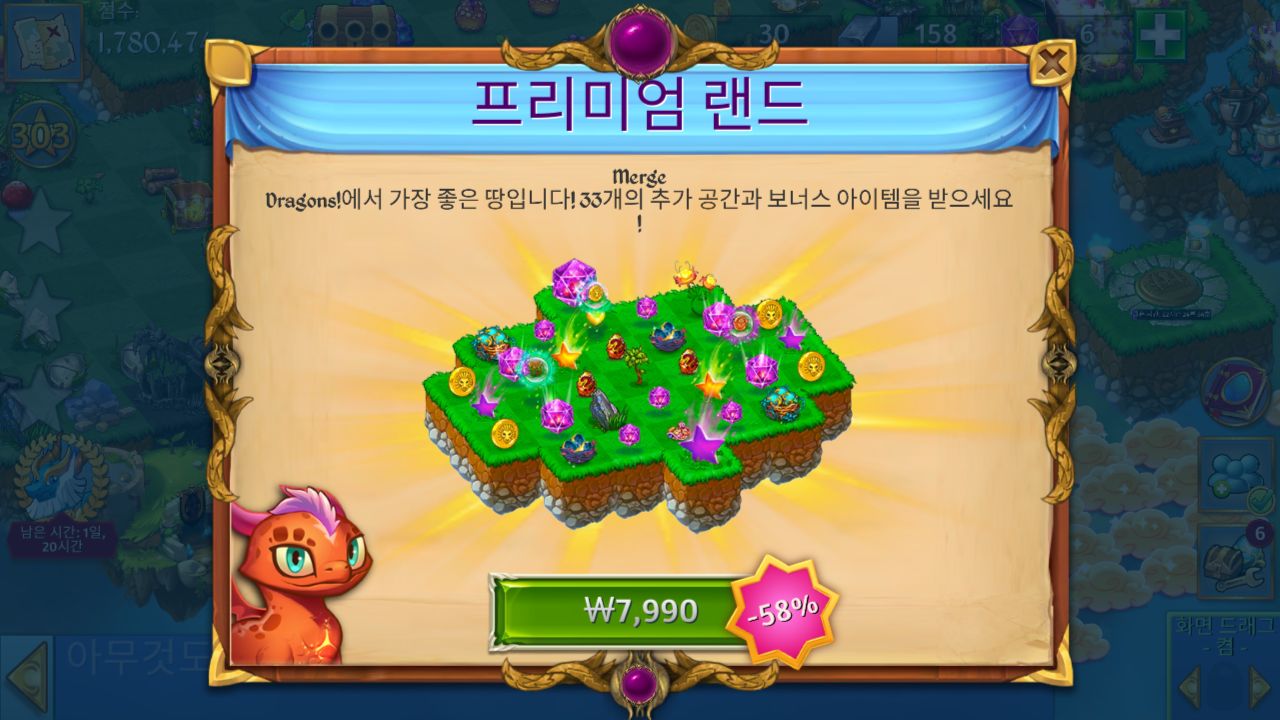 점수:
1,780,47
30
158
6
303
7
프리미엄 랜드
Merge
Dragons!에서 가장 좋은 땅입니다! 33개의 추가 공간과 보너스 아이템을 받으세요
!
남은 시간: 1일,
20시간
6
₩7,990
-58%
화면 드래그
- 켬 -
아무것도